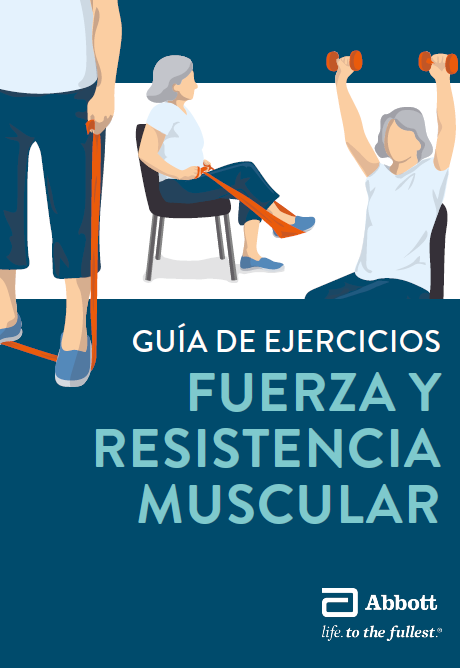 GUÍA DE EJERCICIOS
FUERZA Y
RESISTENCIA
MUSCULAR
Abbott
life. to the fullest.®